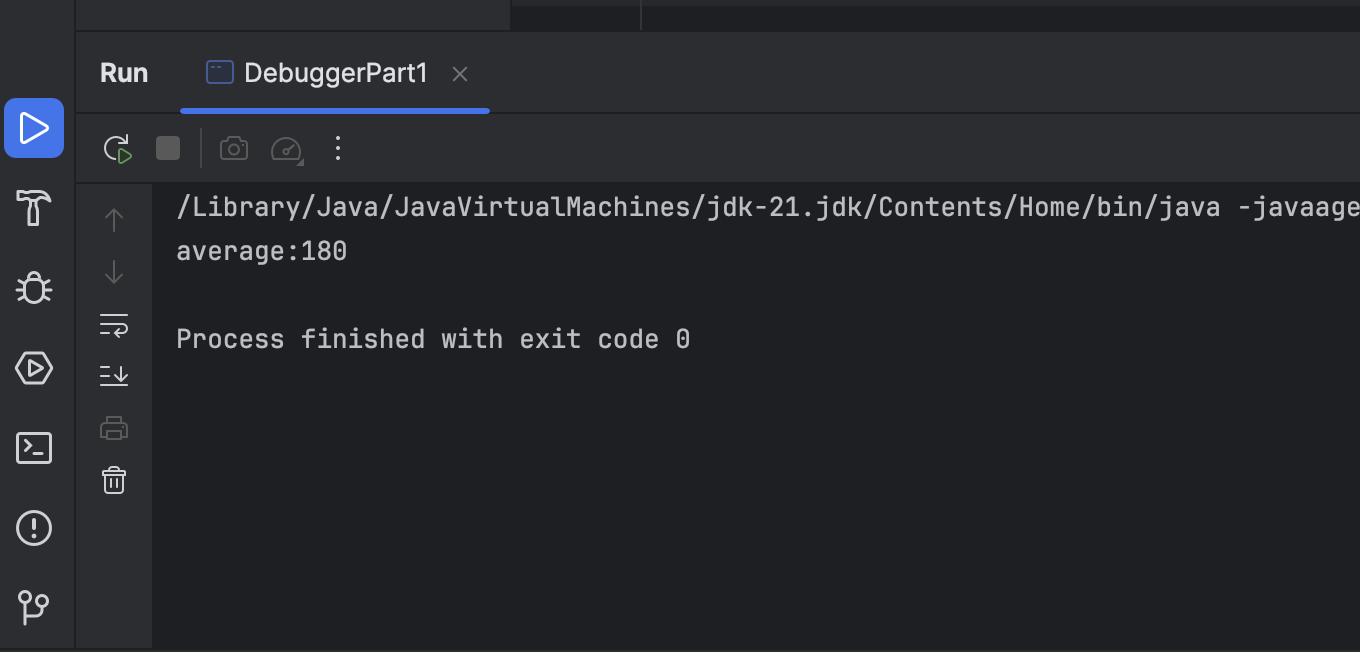 Run DebuggerPart1
/Library/Java/JavaVirtualMachines/jdk-21.jdk/Contents/Home/bin/java -javaage
average:180
Process finished with exit code 0